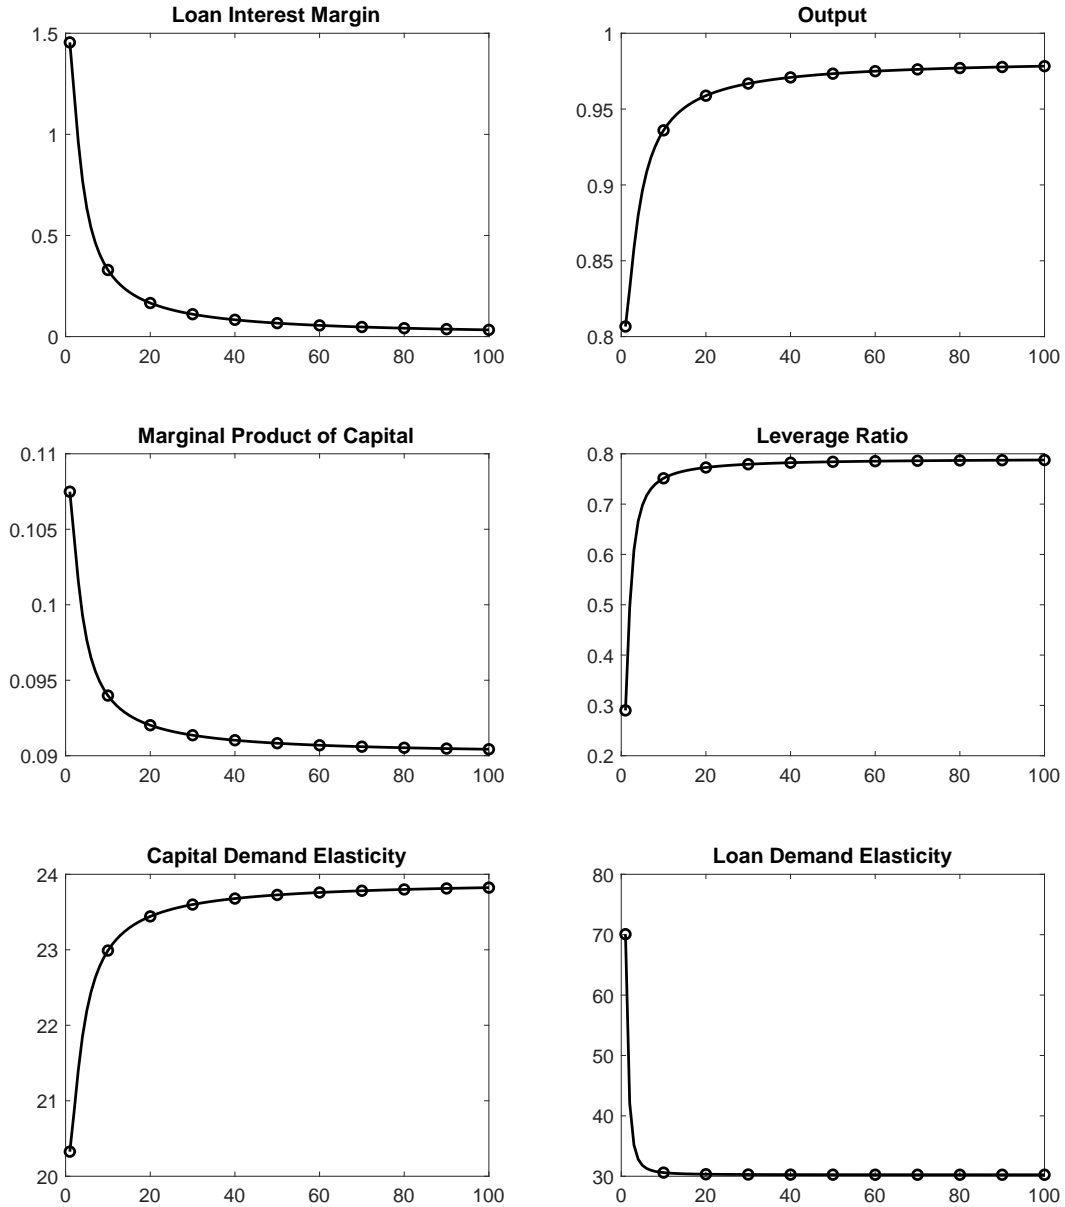 Loan Interest Margin
1.5
1
0.5
0
0 20 40 60 80 100
Output
1
0.95
0.9
0.85
0.8
0 20 40 60 80 100
Marginal Product of Capital
0.11
0.105
0.1
0.095
0.09
0 20 40 60 80 100
Leverage Ratio
0.8
0.7
0.6
0.5
0.4
0.3
0.2
0 20 40 60 80 100
Capital Demand Elasticity
24
23
22
21
20
0 20 40 60 80 100
Loan Demand Elasticity
80
70
60
50
40
30
0 20 40 60 80 100